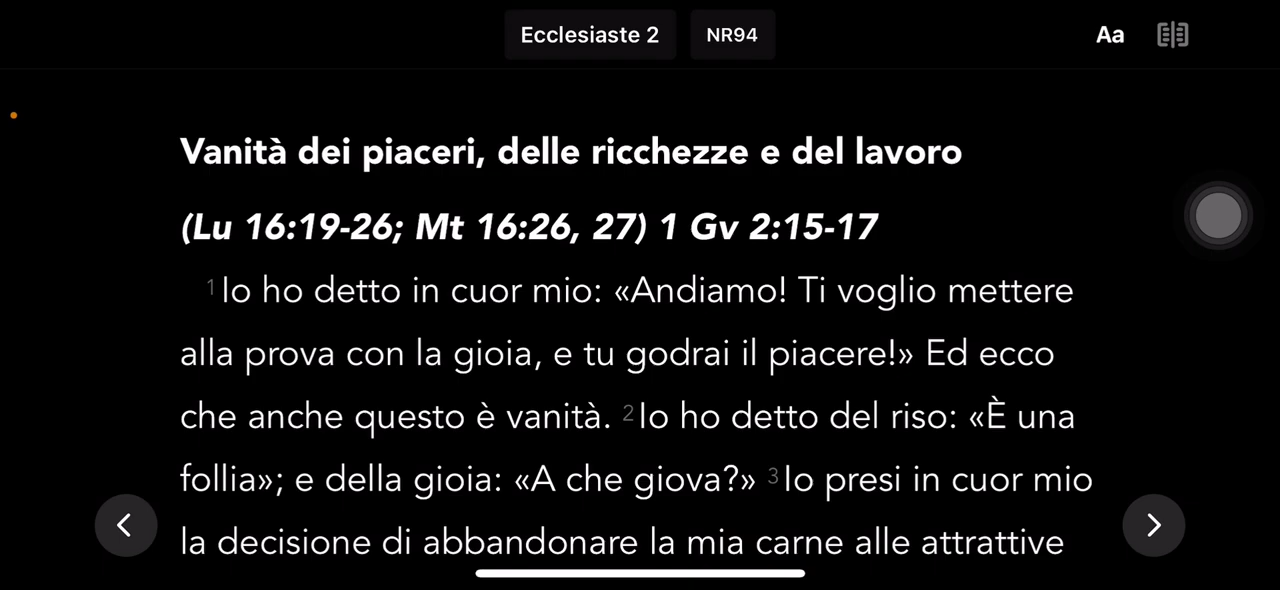 Ecclesiaste 2 NR94 Aa
Vanità dei piaceri, delle ricchezze e del lavoro
(Lu 16:19-26; Mt 16:26, 27) 1 Gv 2:15-17
1 Io ho detto in cuor mio: «Andiamo! Ti voglio mettere
alla prova con la gioia, e tu godrai il piacere!» Ed ecco
che anche questo è vanità. 2 Io ho detto del riso: «È una
follia»; e della gioia: «A che giova?» 3 Io presi in cuor mio
la decisione di abbandonare la mia carne alle attrattive